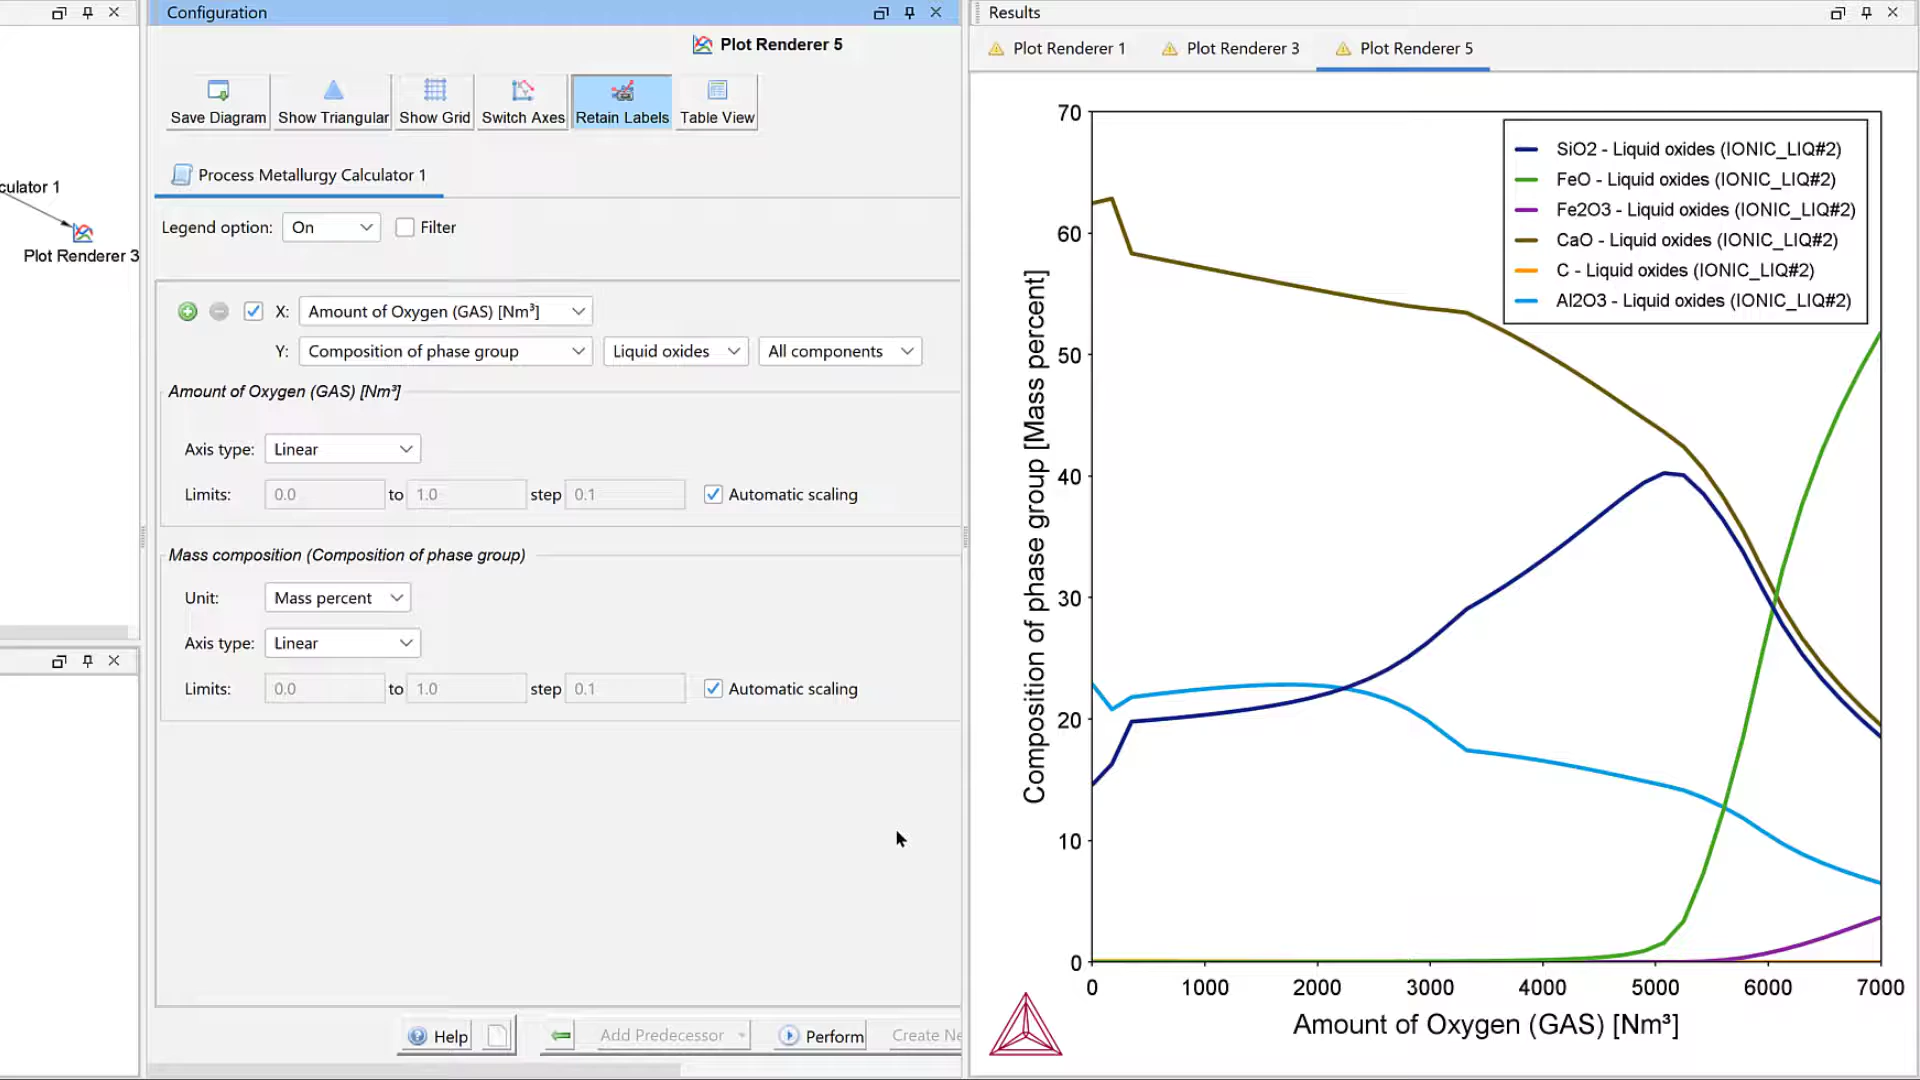 Configuration
Results
Plot Renderer 5
Plot Renderer 1
Plot Renderer 3
Plot Renderer 5
Save Diagram
Show Triangular
Show Grid
Switch Axes
Retain Labels
Table View
culator 1
Plot Renderer 3
Process Metallurgy Calculator 1
Legend option: On Filter
X: Amount of Oxygen (GAS) [Nm³]
Y: Composition of phase group Liquid oxides All components
Amount of Oxygen (GAS) [Nm³]
Axis type: Linear
Limits: 0.0 to 1.0 step 0.1 Automatic scaling
Mass composition (Composition of phase group)
Unit: Mass percent
Axis type: Linear
Limits: 0.0 to 1.0 step 0.1 Automatic scaling
Help
Add Predecessor
Perform
Create Ne
SiO2 - Liquid oxides (IONIC_LIQ#2)
FeO - Liquid oxides (IONIC_LIQ#2)
Fe2O3 - Liquid oxides (IONIC_LIQ#2)
CaO - Liquid oxides (IONIC_LIQ#2)
C - Liquid oxides (IONIC_LIQ#2)
Al2O3 - Liquid oxides (IONIC_LIQ#2)
Composition of phase group [Mass percent]
70
60
50
40
30
20
10
0
0 1000 2000 3000 4000 5000 6000 7000
Amount of Oxygen (GAS) [Nm³]